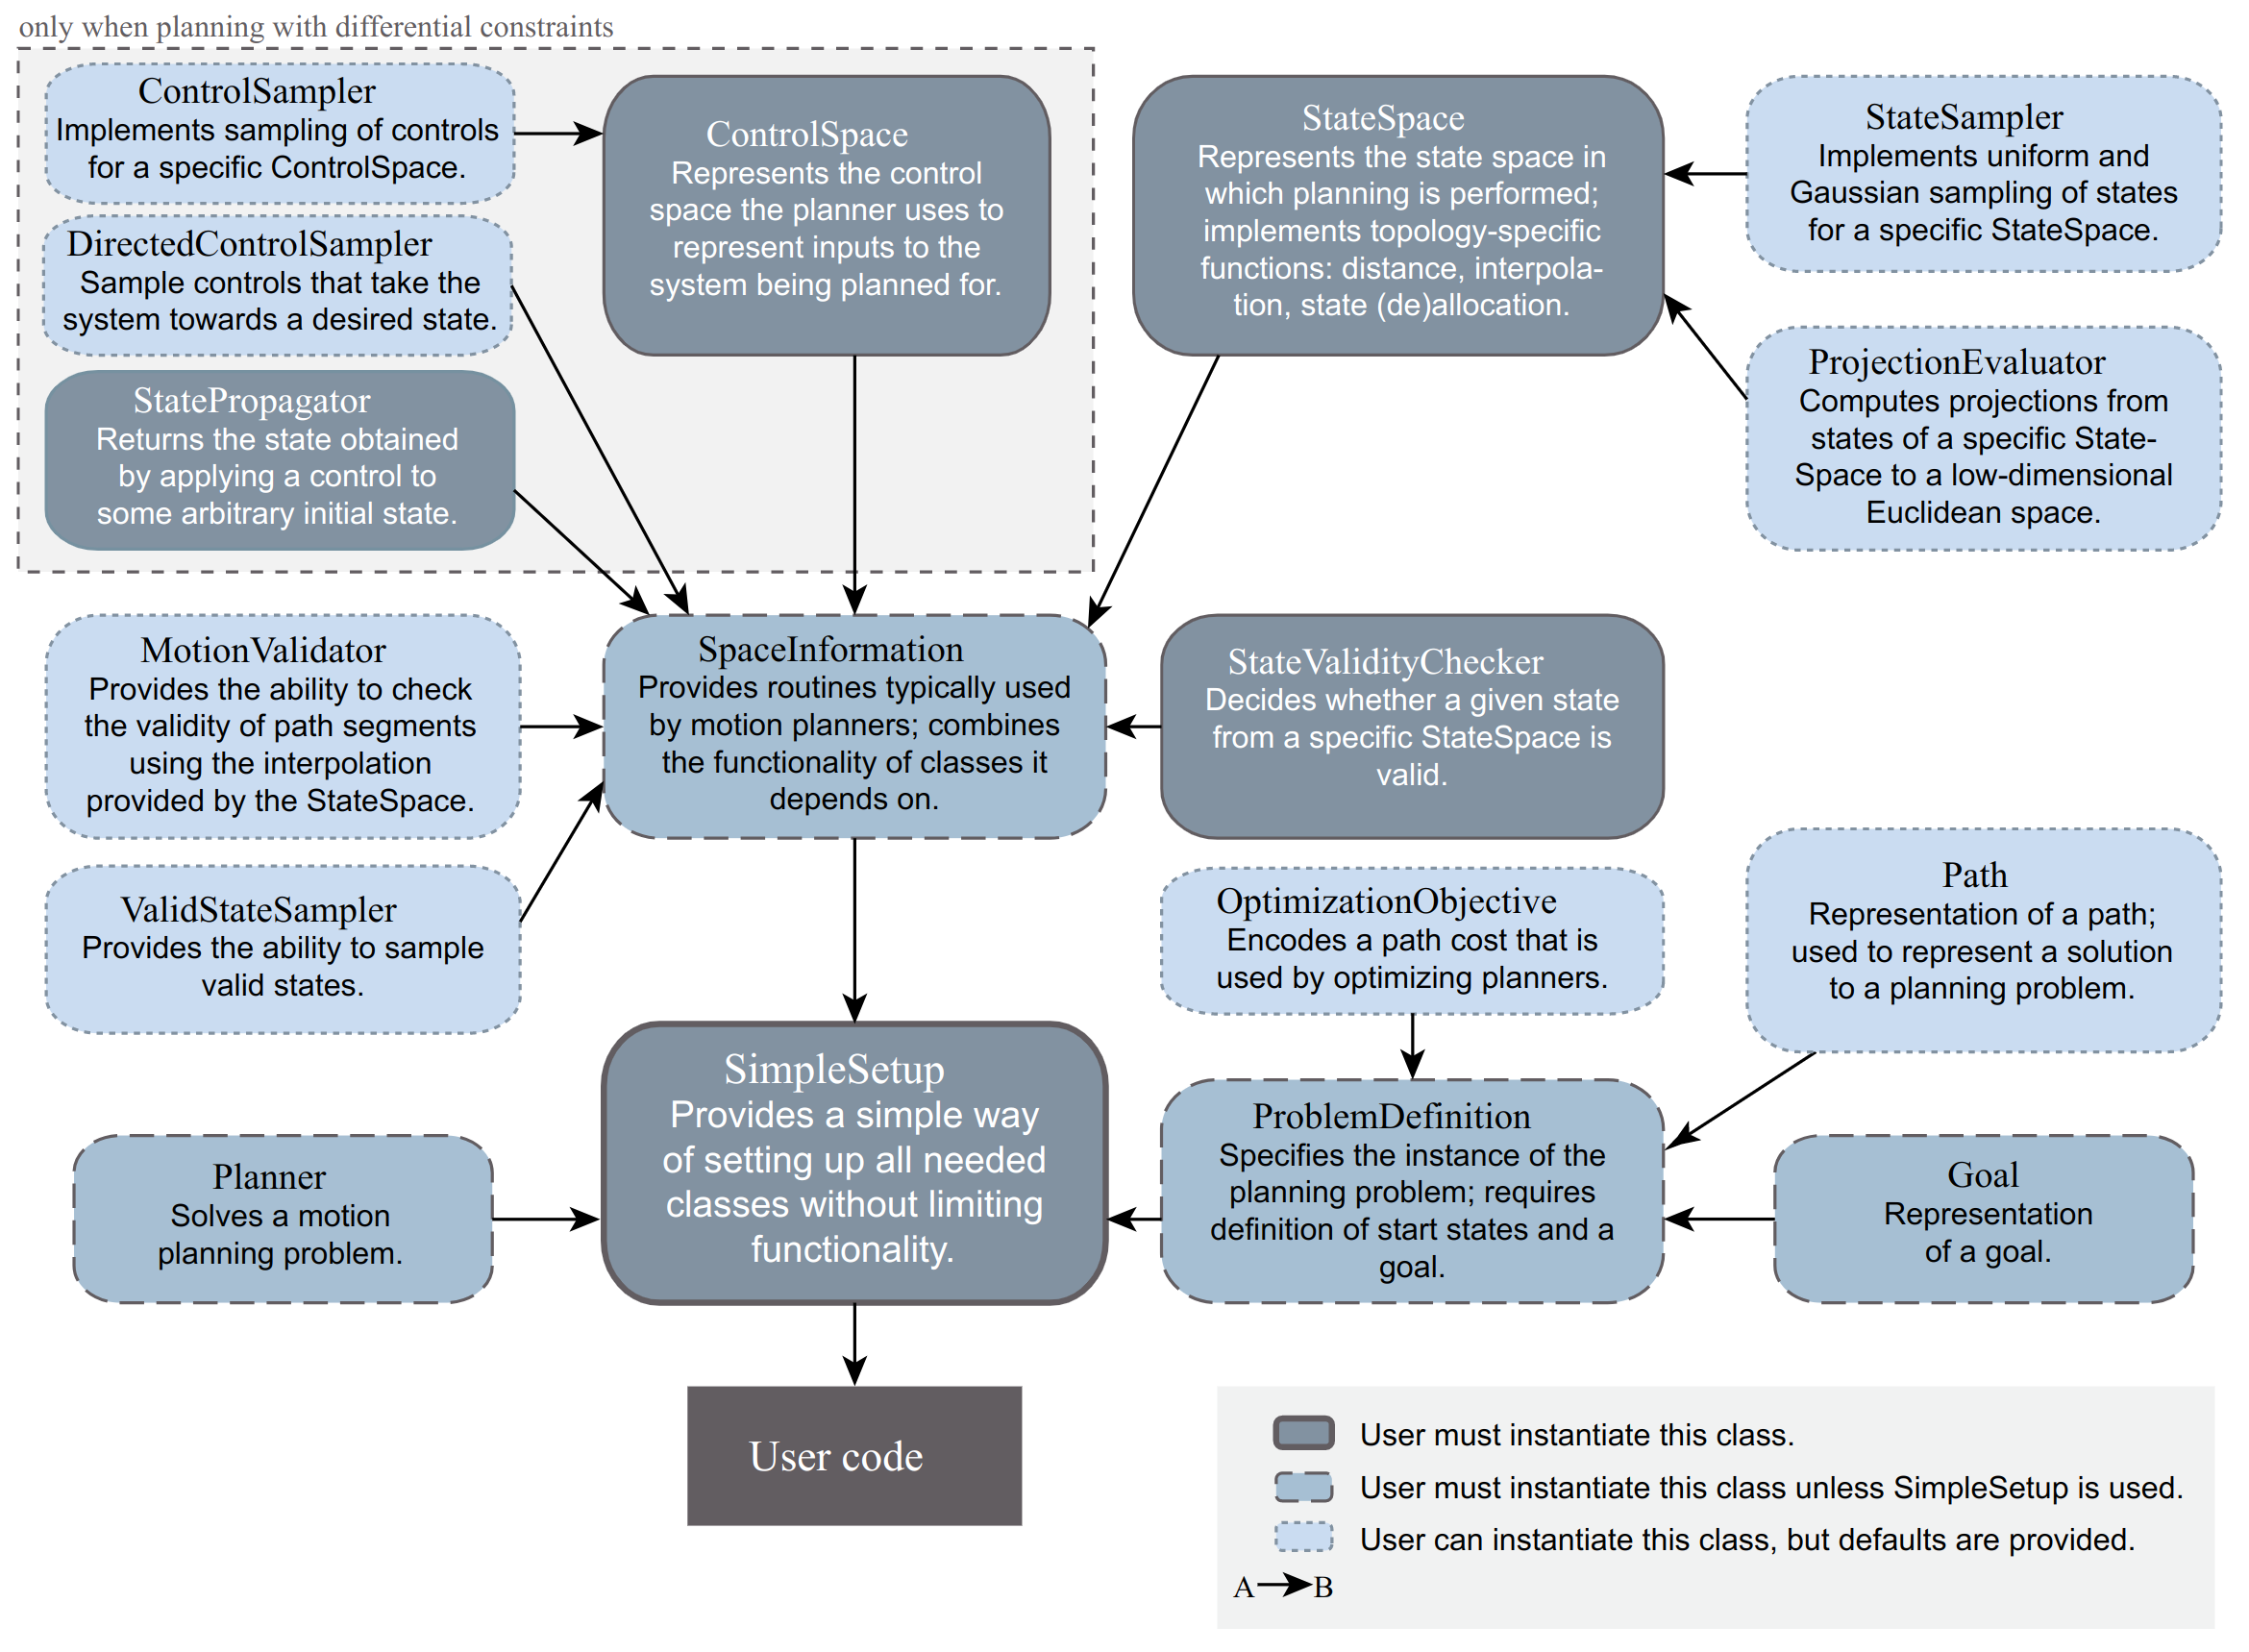 only when planning with differential constraints
ControlSampler
Implements sampling of controls
for a specific ControlSpace.
DirectedControlSampler
Sample controls that take the
system towards a desired state.
StatePropagator
Returns the state obtained
by applying a control to
some arbitrary initial state.
ControlSpace
Represents the control
space the planner uses to
represent inputs to the
system being planned for.
StateSpace
Represents the state space in
which planning is performed;
implements topology-specific
functions: distance, interpola-
tion, state (de)allocation.
StateSampler
Implements uniform and
Gaussian sampling of states
for a specific StateSpace.
ProjectionEvaluator
Computes projections from
states of a specific State-
Space to a low-dimensional
Euclidean space.
MotionValidator
Provides the ability to check
the validity of path segments
using the interpolation
provided by the StateSpace.
SpaceInformation
Provides routines typically used
by motion planners; combines
the functionality of classes it
depends on.
StateValidityChecker
Decides whether a given state
from a specific StateSpace is
valid.
ValidStateSampler
Provides the ability to sample
valid states.
OptimizationObjective
Encodes a path cost that is
used by optimizing planners.
Path
Representation of a path;
used to represent a solution
to a planning problem.
Planner
Solves a motion
planning problem.
SimpleSetup
Provides a simple way
of setting up all needed
classes without limiting
functionality.
ProblemDefinition
Specifies the instance of the
planning problem; requires
definition of start states and a
goal.
Goal
Representation
of a goal.
User code
User must instantiate this class.
User must instantiate this class unless SimpleSetup is used.
User can instantiate this class, but defaults are provided.
A B